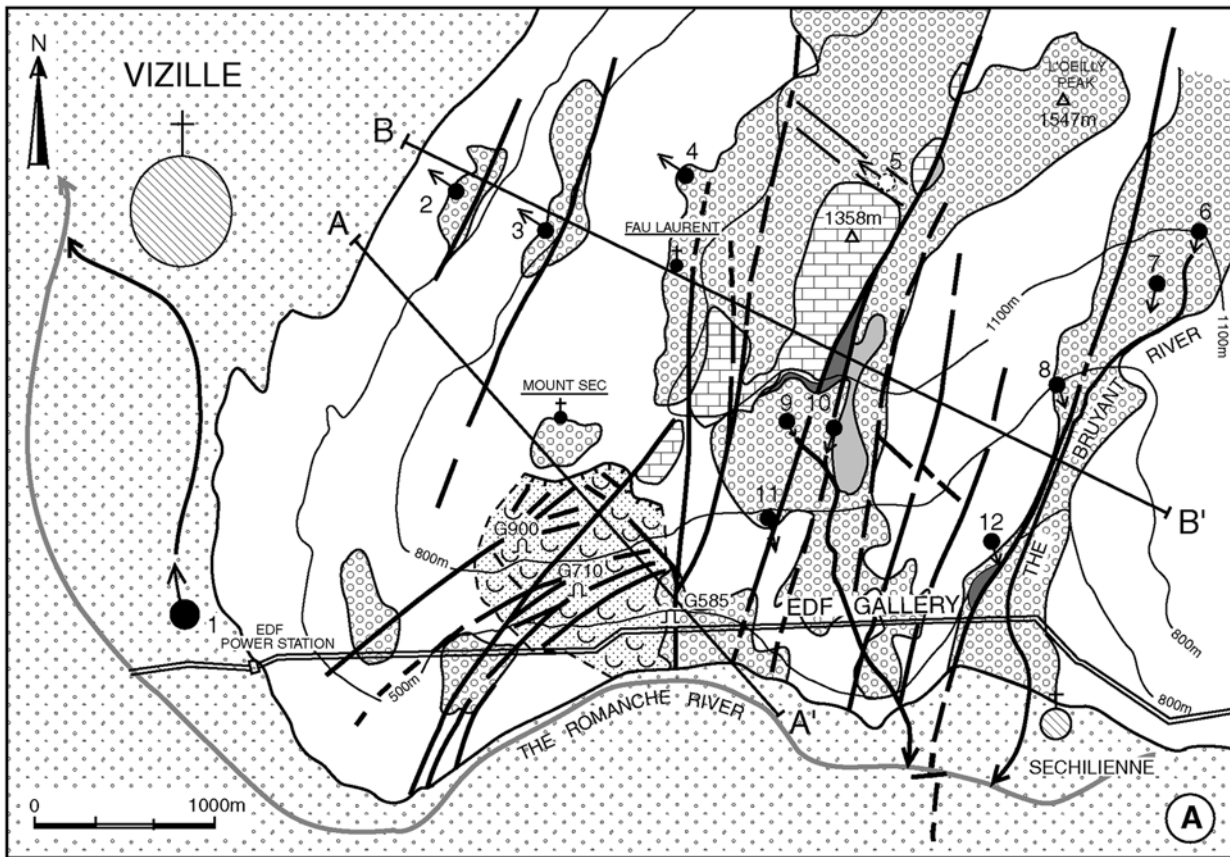 N
VIZILLE
B
A
2
3
4
5
L'OEILLY
PEAK
1547m
1358m
FAU LAURENT
6
7
1100m
1100m
RIVER
8
BRUYANT
THE
MOUNT SEC
9
10
11
12
B'
G900
800m
G710
G585
EDF GALLERY
1
EDF
POWER STATION
500m
800m
800m
A'
THE ROMANCHE RIVER
SECHILIENNE
0
1000m
A